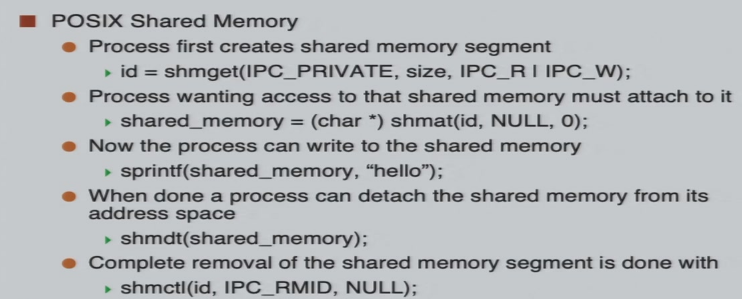 POSIX Shared Memory
Process first creates shared memory segment
id = shmget(IPC_PRIVATE, size, IPC_R | IPC_W);
Process wanting access to that shared memory must attach to it
shared_memory = (char *) shmat(id, NULL, 0);
Now the process can write to the shared memory
sprintf(shared_memory, “hello”);
When done a process can detach the shared memory from its
address space
shmdt(shared_memory);
Complete removal of the shared memory segment is done with
shmctl(id, IPC_RMID, NULL);